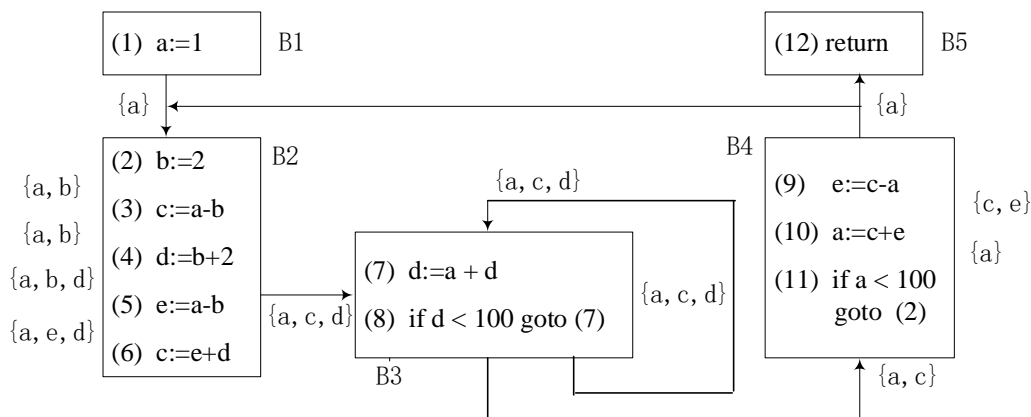 (1) a:=1
B1
{a}
B2
(2) b:=2
{a, b}
(3) c:=a-b
{a, b}
(4) d:=b+2
{a, b, d}
(5) e:=a-b
{a, e, d}
(6) c:=e+d
{a, c, d}
{a, c, d}
(7) d:=a + d
(8) if d < 100 goto (7)
{a, c, d}
B3
(12) return
B5
{a}
B4
(9) e:=c-a
{c, e}
(10) a:=c+e
{a}
(11) if a < 100
goto (2)
{a, c}